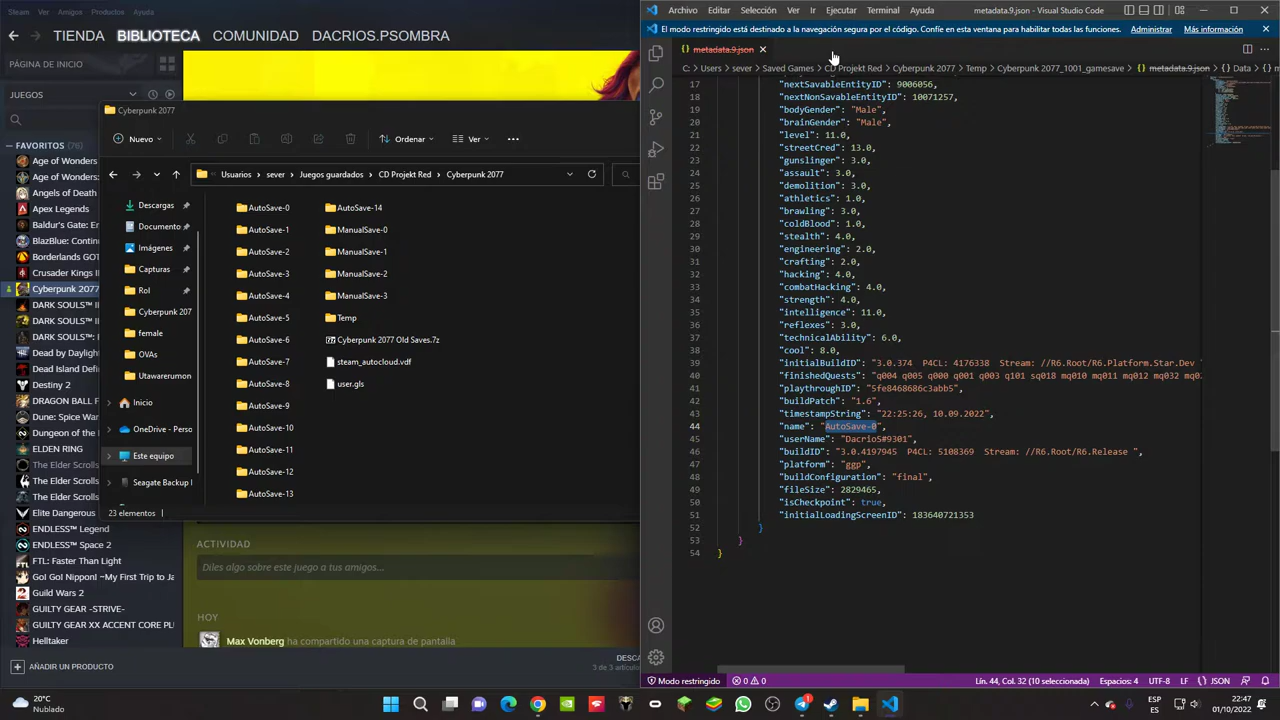 Steam Ver Amigos Productos Ayuda
TIENDA BIBLIOTECA COMUNIDAD DACRIOS.PSOMBRA
PÁGINA DE INICIO
JUEGOS
FAVORITOS (76)
Age of Wonders
Age of Wonders
Angels of Death
Apex Legends
Baldur's Gate: En
BlazBlue: Continu
Borderlands GOT
Crusader Kings II
Cyberpunk 2077
DARK SOULS™ I
DARK SOULS™ II
DARK SOULS™ III
Dead by Daylight
Destiny 2
DRAGON BALL F
Dune: Spice War
Dungeon of the E
ELDEN RING
The Elder Scrolls
The Elder Scrolls
Elite Dangerous
ENDLESS™ Legend
ENDLESS™ Space 2
FTL: Faster Than Light
Go! Go! Nippon! ~My First Trip to Ja
Guild Wars 2
GUILTY GEAR -STRIVE-
GUILTY GEAR XX ACCENT CORE PL
Helltaker
AÑADIR UN PRODUCTO
Cyberpunk 2077
Nuevo
Ordenar
Ver
Usuarios > sever > Juegos guardados > CD Projekt Red > Cyberpunk 2077
Descargas
Documento
Imágenes
Capturas
Rol
Cyberpunk 207
female
OVAs
Utawarerumon
Inicio
OneDrive - Perso
Este equipo
Seagate Backup
AutoSave-0
AutoSave-1
AutoSave-2
AutoSave-3
AutoSave-4
AutoSave-5
AutoSave-6
AutoSave-7
AutoSave-8
AutoSave-9
AutoSave-10
AutoSave-11
AutoSave-12
AutoSave-13
AutoSave-14
ManualSave-0
ManualSave-1
ManualSave-2
ManualSave-3
Temp
Cyberpunk 2077 Old Saves.7z
steam_autocloud.vdf
user.gls
23 elementos
ACTIVIDAD
Diles algo sobre este juego a tus amigos...
HOY
Max Vonberg ha compartido una captura de pantalla
DESCA
3 de 3 artículo
Archivo Editar Selección Ver Ir Ejecutar Terminal Ayuda metadata.9.json - Visual Studio Code
El modo restringido está destinado a la navegación segura por el código. Confíe en esta ventana para habilitar todas las funciones. Administrar Más información
{} metadata.9.json
C: > Users > sever > Saved Games > CD Projekt Red > Cyberpunk 2077 > Temp > Cyberpunk 2077_1001_gamesave > {} metadata.9.json > {} Data >
17 "nextSavableEntityID": 9006056,
18 "nextNonSavableEntityID": 10071257,
19 "bodyGender": "Male",
20 "brainGender": "Male",
21 "level": 11.0,
22 "streetCred": 13.0,
23 "gunslinger": 3.0,
24 "assault": 3.0,
25 "demolition": 3.0,
26 "athletics": 1.0,
27 "brawling": 3.0,
28 "coldBlood": 1.0,
29 "stealth": 4.0,
30 "engineering": 2.0,
31 "crafting": 2.0,
32 "hacking": 4.0,
33 "combatHacking": 4.0,
34 "strength": 4.0,
35 "intelligence": 11.0,
36 "reflexes": 3.0,
37 "technicalAbility": 6.0,
38 "cool": 8.0,
39 "initialBuildID": "3.0.374 P4CL: 4176338 Stream: //R6.Root/R6.Platform.Star.Dev
40 "finishedQuests": "q004 q005 q000 q001 q003 q101 sq018 mq010 mq011 mq012 mq032 mq0
41 "playthroughID": "5fe8468686c3abb5",
42 "buildPatch": "1.6",
43 "timestampString": "22:25:26, 10.09.2022",
44 "name": "AutoSave-0",
45 "userName": "DacrioS#9301",
46 "buildID": "3.0.4197945 P4CL: 5108369 Stream: //R6.Root/R6.Release ",
47 "platform": "ggp",
48 "buildConfiguration": "final",
49 "fileSize": 2829465,
50 "isCheckpoint": true,
51 "initialLoadingScreenID": 183640721353
52 }
53 }
54 }
Modo restringido 0 0 Lín. 44, Col. 32 (10 seleccionada) Espacios: 4 UTF-8 LF {} JSON
20°C
Nublado
ESP
ES
22:47
01/10/2022